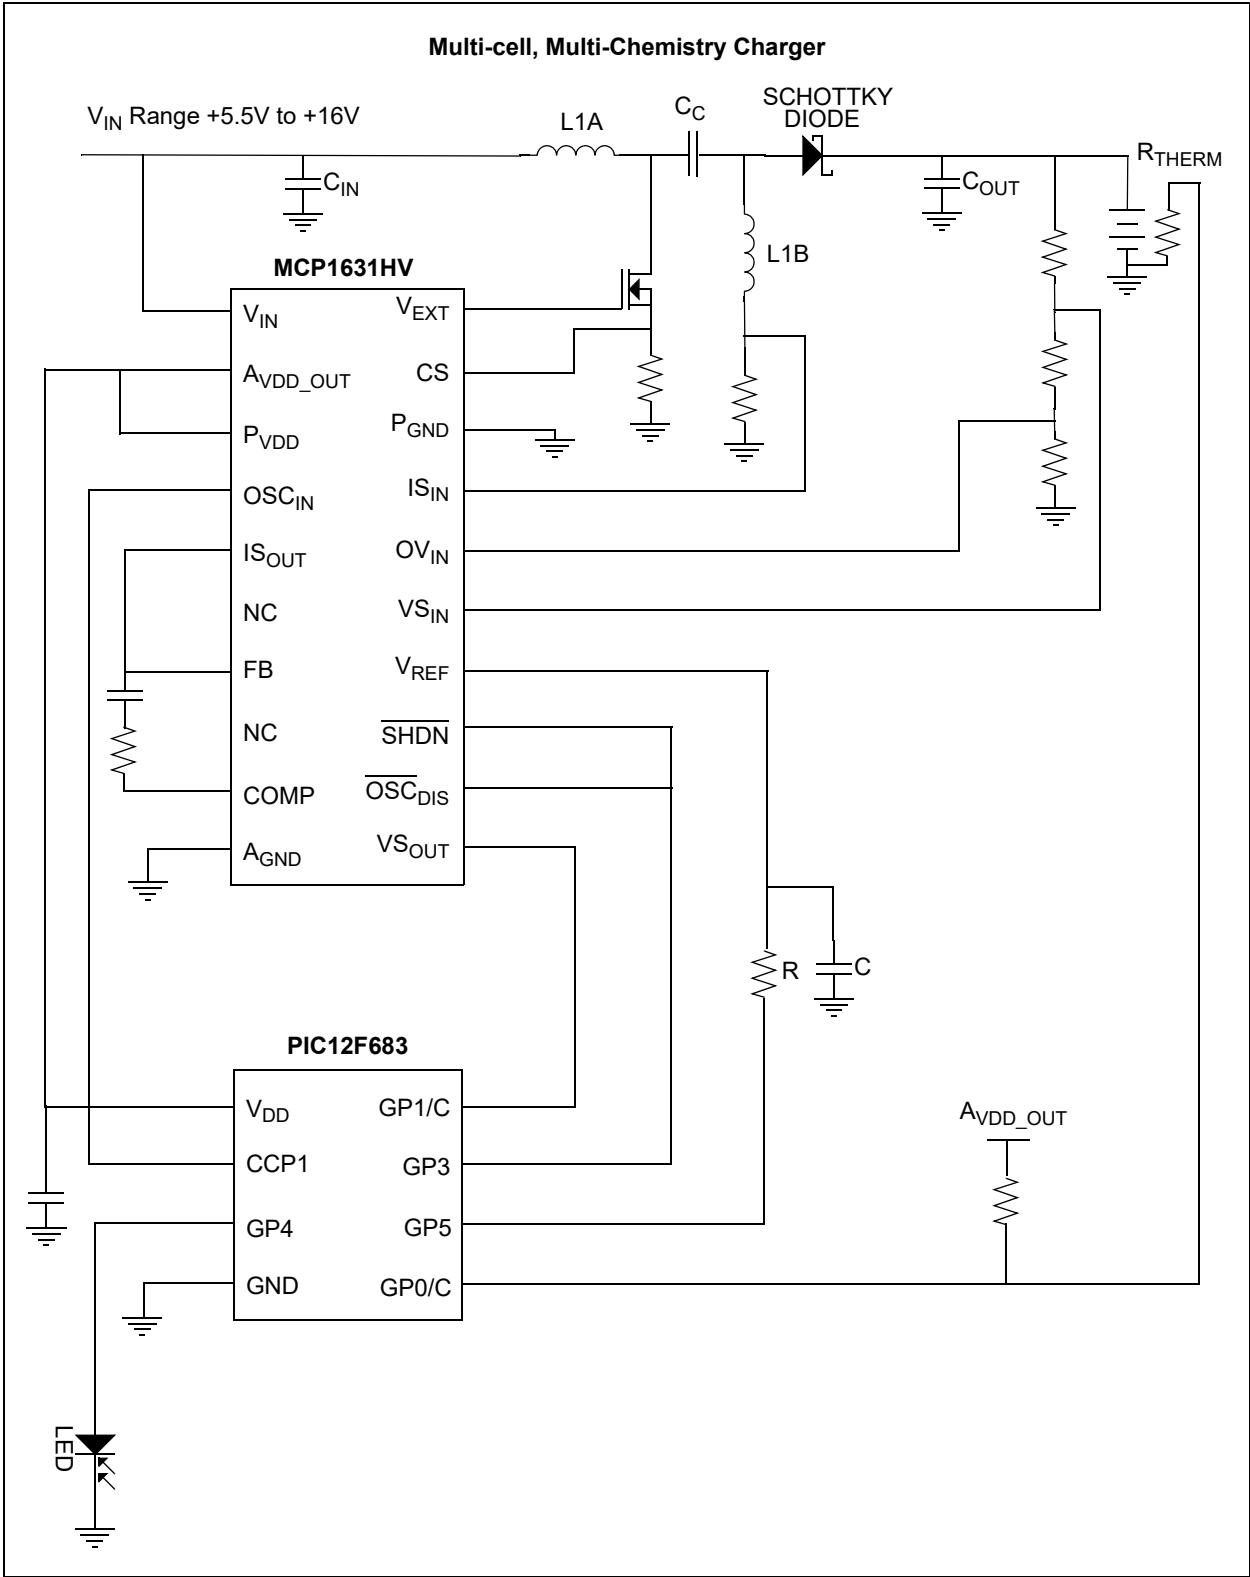 Multi-cell, Multi-Chemistry Charger
VIN Range +5.5V to +16V
L1A
CC
SCHOTTKY
DIODE
RTHERM
CIN
COUT
L1B
MCP1631HV
VIN
VEXT
AVDD_OUT
CS
PVDD
PGND
OSCIN
ISIN
ISOUT
OVIN
NC
VSIN
FB
VREF
NC
SHDN
COMP
OSCDIS
AGND
VSOUT
R
C
PIC12F683
VDD
GP1/C
AVDD_OUT
CCP1
GP3
GP4
GP5
GND
GP0/C
LED